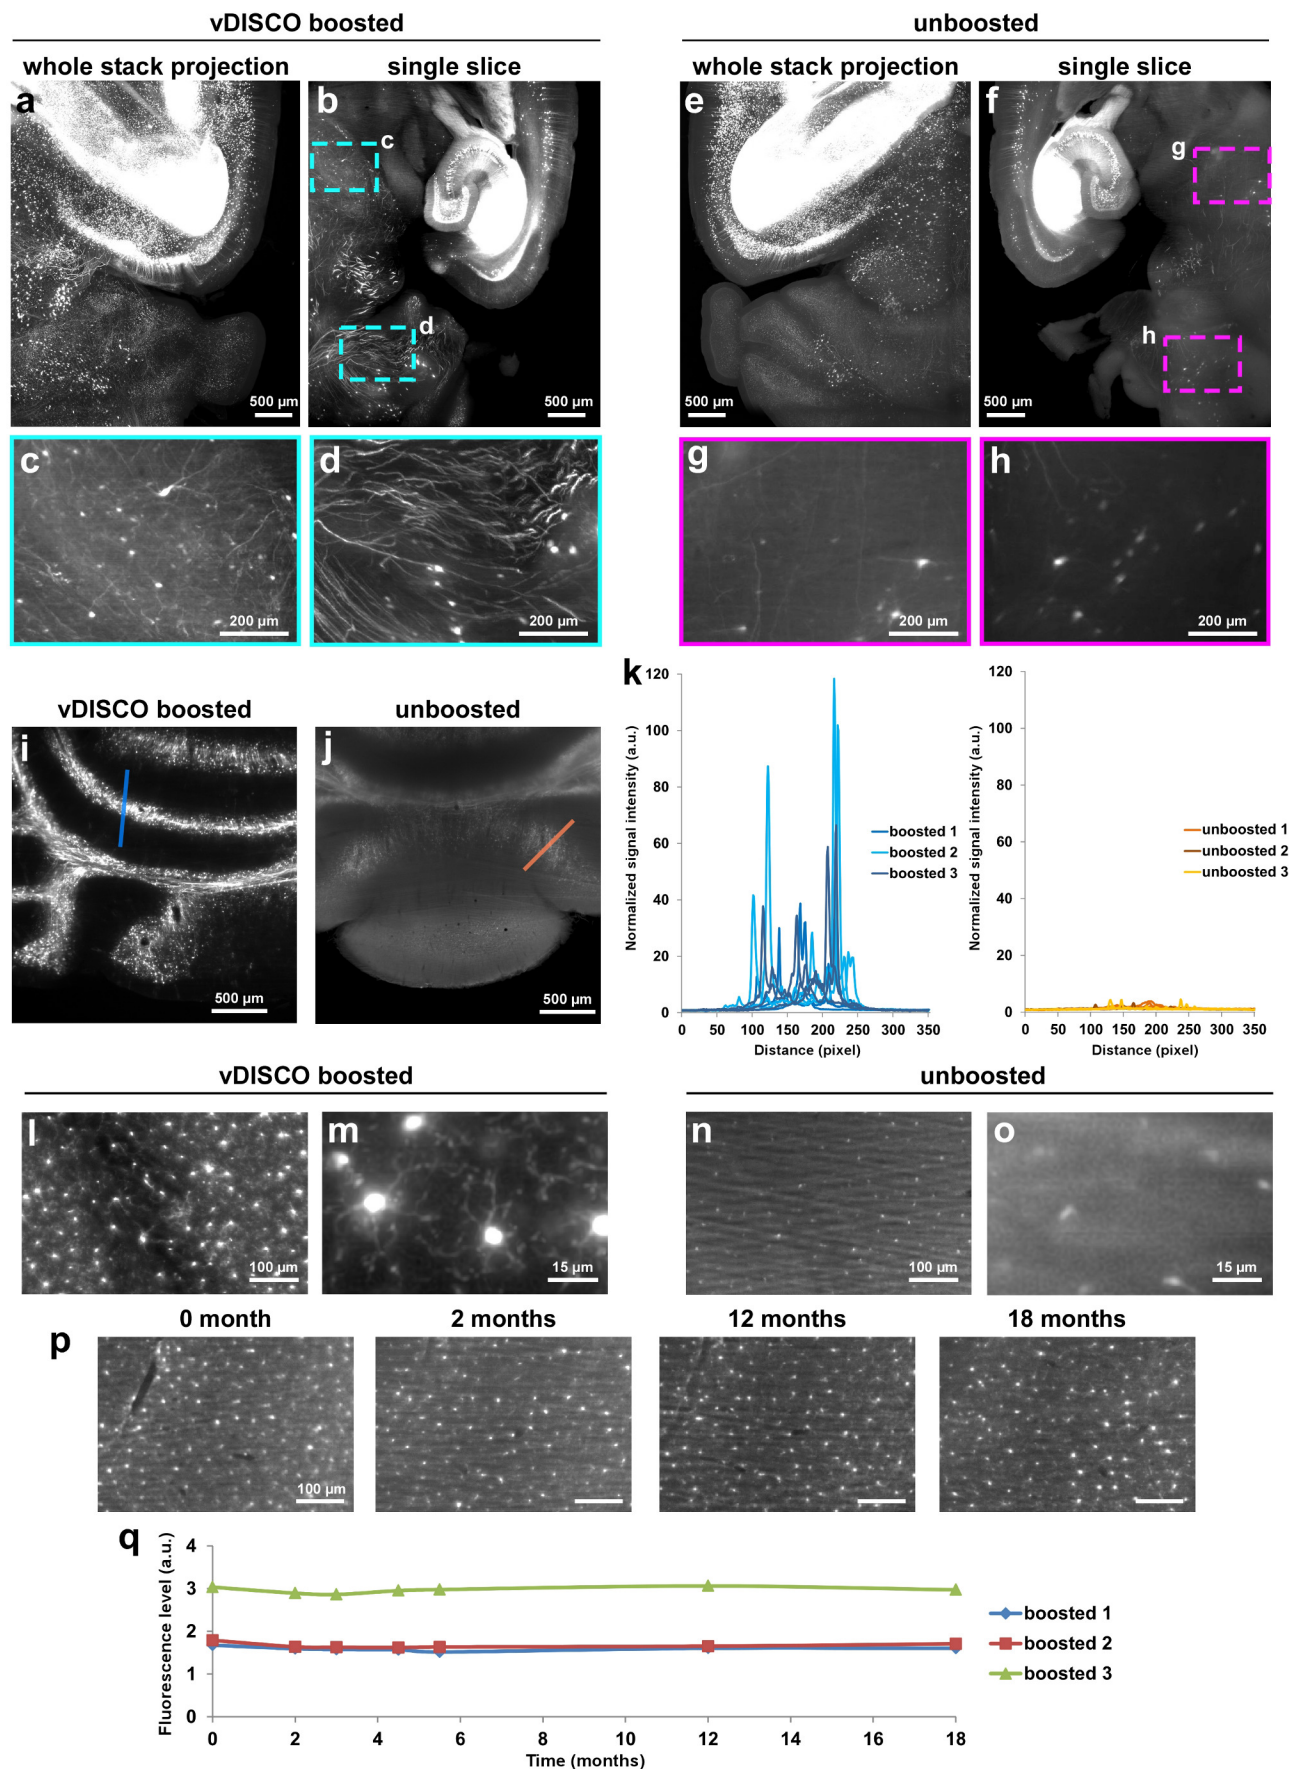 vDISCO boosted
unboosted
whole stack projection
single slice
whole stack projection
single slice
a
b
c
d
e
f
g
h
500 µm
500 µm
500 µm
500 µm
c
d
g
h
200 µm
200 µm
200 µm
200 µm
vDISCO boosted
unboosted
i
j
500 µm
500 µm
k
Normalized signal intensity (a.u.)
120
100
80
60
40
20
0
0 50 100 150 200 250 300 350
Distance (pixel)
boosted 1
boosted 2
boosted 3
Normalized signal intensity (a.u.)
120
100
80
60
40
20
0
0 50 100 150 200 250 300 350
Distance (pixel)
unboosted 1
unboosted 2
unboosted 3
vDISCO boosted
unboosted
l
m
n
o
100 µm
15 µm
100 µm
15 µm
0 month
2 months
12 months
18 months
p
100 µm
q
Fluorescence level (a.u.)
4
3
2
1
0
0 2 4 6 8 10 12 14 16 18
Time (months)
boosted 1
boosted 2
boosted 3